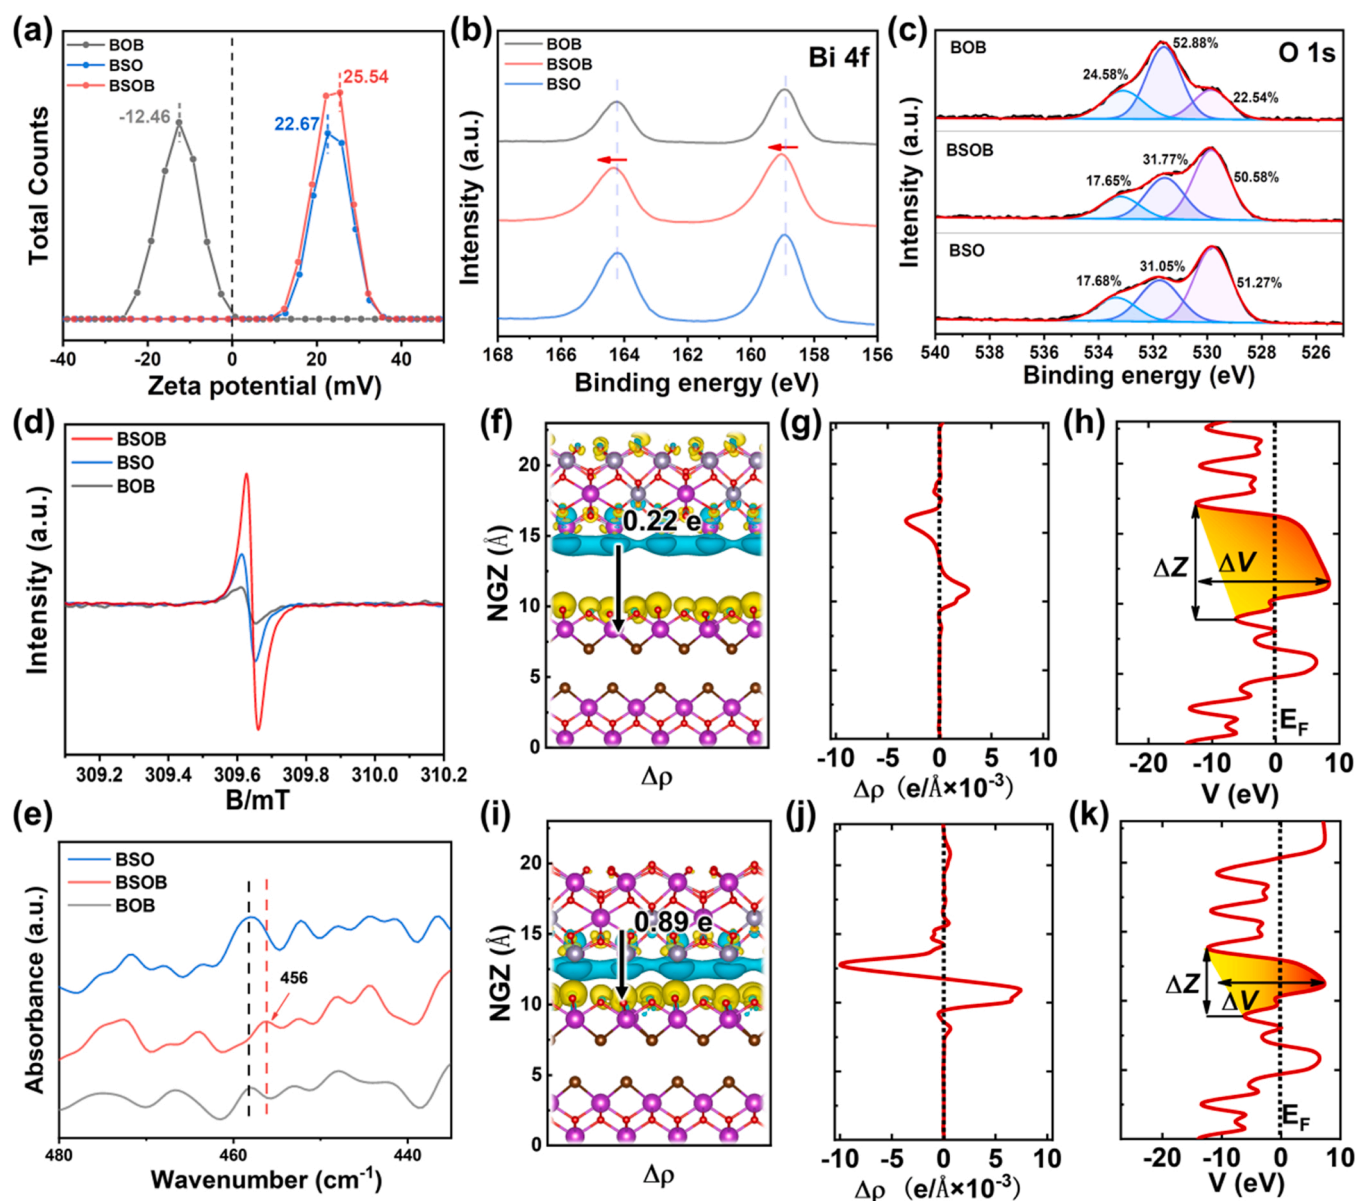 (a)
BOB
BSO
BSOB
25.54
-12.46
22.67
Total Counts
-40
-20
0
20
40
Zeta potential (mV)
(b)
BOB
BSOB
BSO
Bi 4f
Intensity (a.u.)
168
166
164
162
160
158
156
Binding energy (eV)
(c)
BOB
52.88%
O 1s
24.58%
22.54%
BSOB
31.77%
17.65%
50.58%
BSO
31.05%
17.68%
51.27%
Intensity (a.u.)
540
538
536
534
532
530
528
526
Binding energy (eV)
(d)
BSOB
BSO
BOB
Intensity (a.u.)
309.2
309.4
309.6
309.8
310.0
310.2
B/mT
(f)
20
15
10
5
0
NGZ (Å)
0.22 e
Δρ
(g)
-10
-5
0
5
10
Δρ (e/Å×10-3)
(h)
ΔZ
ΔV
EF
-20
-10
0
10
V (eV)
(e)
BSO
BSOB
BOB
456
Absorbance (a.u.)
480
460
440
Wavenumber (cm-1)
(i)
20
15
10
5
0
NGZ (Å)
0.89 e
Δρ
(j)
-10
-5
0
5
10
Δρ (e/Å×10-3)
(k)
ΔZ
ΔV
EF
-20
-10
0
10
V (eV)